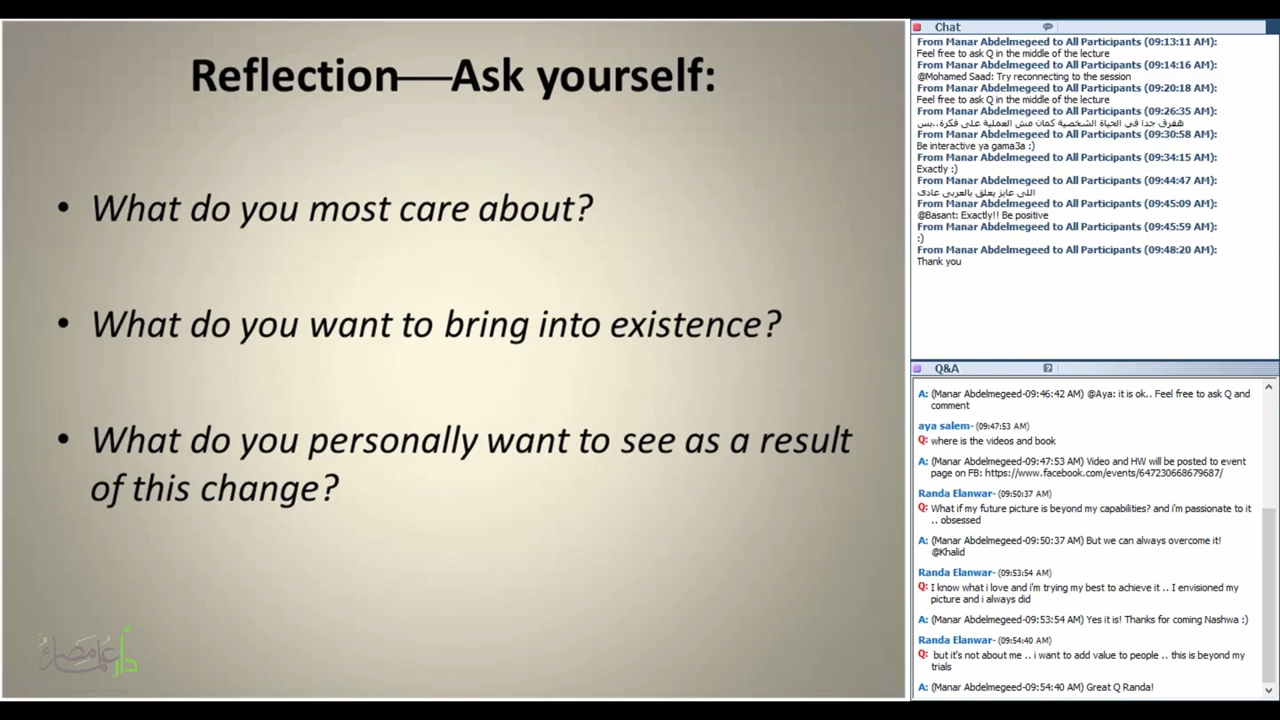 Reflection—Ask yourself:
• What do you most care about?
• What do you want to bring into existence?
• What do you personally want to see as a result
of this change?
دار علماء مصر
Chat
From Manar Abdelmegeed to All Participants (09:13:11 AM):
Feel free to ask Q in the middle of the lecture
From Manar Abdelmegeed to All Participants (09:14:16 AM):
@Mohamed Saad: Try reconnecting to the session
From Manar Abdelmegeed to All Participants (09:20:18 AM):
Feel free to ask Q in the middle of the lecture
From Manar Abdelmegeed to All Participants (09:26:35 AM):
هتفرق جدا في الحياة الشخصية كمان مش العملية على فكرة..بس
From Manar Abdelmegeed to All Participants (09:30:58 AM):
Be interactive ya gama3a :)
From Manar Abdelmegeed to All Participants (09:34:15 AM):
Exactly :)
From Manar Abdelmegeed to All Participants (09:44:47 AM):
اللى عايز يعلق بالعربي عادى
From Manar Abdelmegeed to All Participants (09:45:09 AM):
@Basant: Exactly!! Be positive
From Manar Abdelmegeed to All Participants (09:45:59 AM):
:)
From Manar Abdelmegeed to All Participants (09:48:20 AM):
Thank you
Q&A
A: (Manar Abdelmegeed-09:46:42 AM) @Aya: it is ok.. Feel free to ask Q and
comment
aya salem- (09:47:53 AM)
Q: where is the videos and book
A: (Manar Abdelmegeed-09:47:53 AM) Video and HW will be posted to event
page on FB: https://www.facebook.com/events/647230668679687/
Randa Elanwar- (09:50:37 AM)
Q: What if my future picture is beyond my capabilities? and i'm passionate to it
.. obsessed
A: (Manar Abdelmegeed-09:50:37 AM) But we can always overcome it!
@Khalid
Randa Elanwar- (09:53:54 AM)
Q: I know what i love and i'm trying my best to achieve it .. I envisioned my
picture and i always did
A: (Manar Abdelmegeed-09:53:54 AM) Yes it is! Thanks for coming Nashwa :)
Randa Elanwar- (09:54:40 AM)
Q: but it's not about me .. i want to add value to people .. this is beyond my
trials
A: (Manar Abdelmegeed-09:54:40 AM) Great Q Randa!